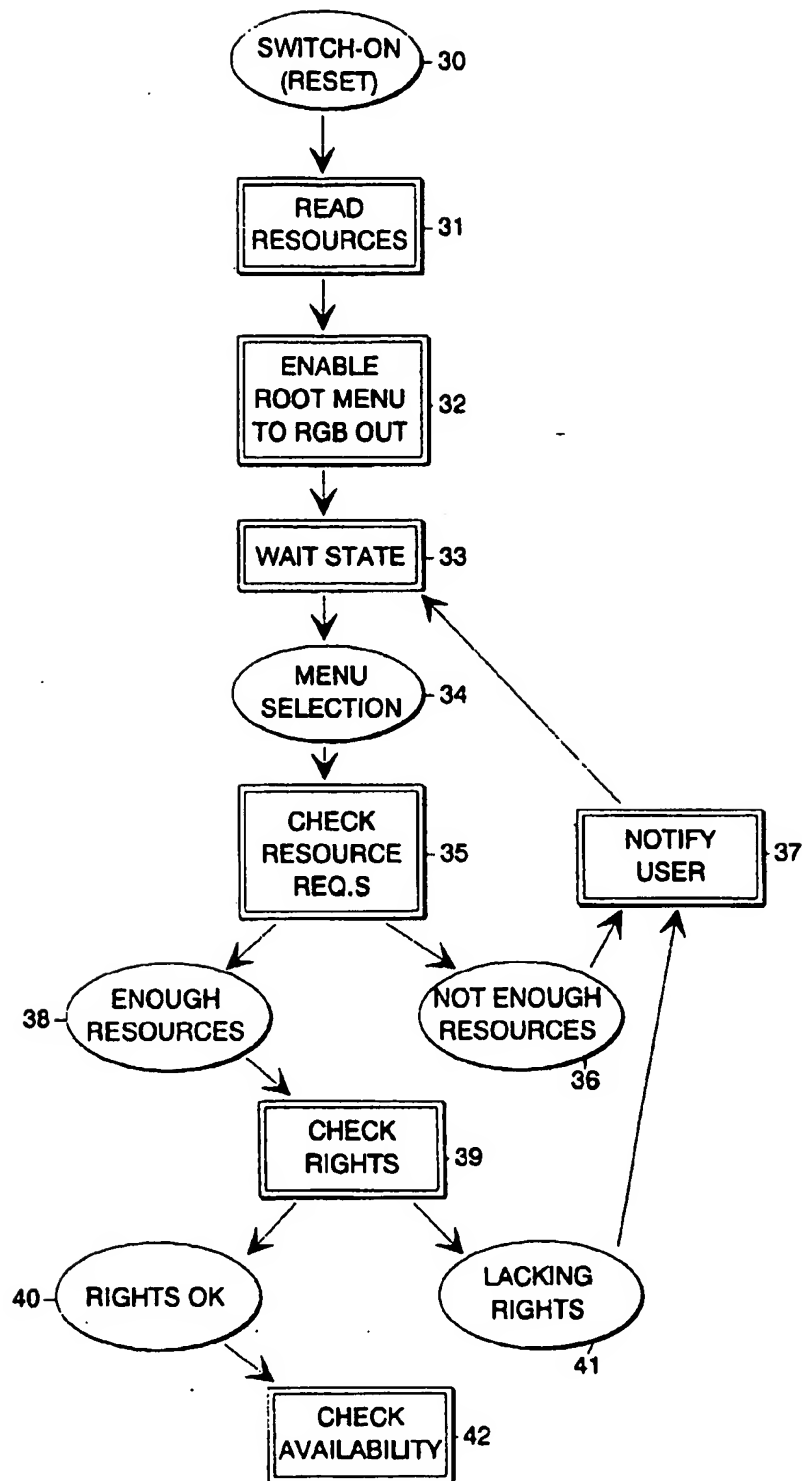 SWITCH-ON
(RESET)
30
READ
RESOURCES
31
ENABLE
ROOT MENU
TO RGB OUT
32
WAIT STATE
33
MENU
SELECTION
34
CHECK
RESOURCE
REQ.S
35
NOTIFY
USER
37
38
ENOUGH
RESOURCES
NOT ENOUGH
RESOURCES
36
CHECK
RIGHTS
39
40
RIGHTS OK
LACKING
RIGHTS
41
CHECK
AVAILABILITY
42